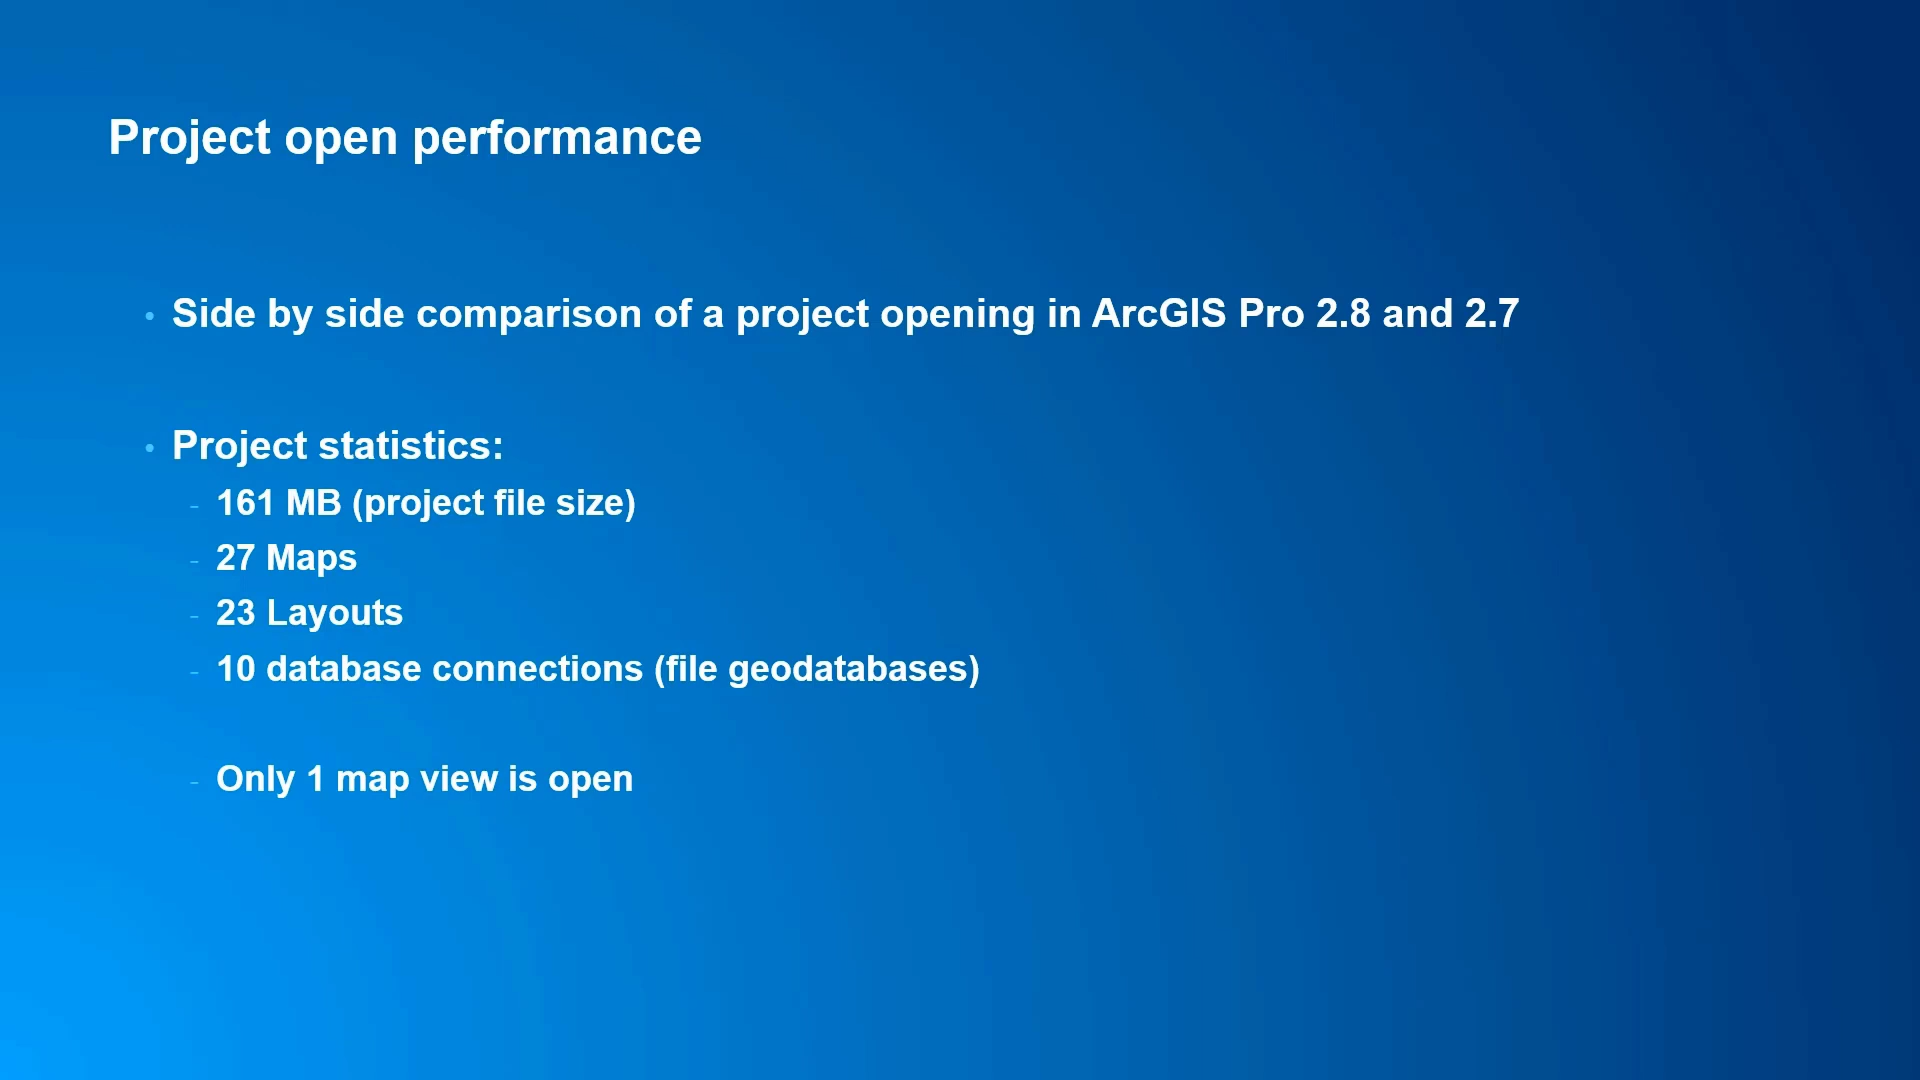 Project open performance
• Side by side comparison of a project opening in ArcGIS Pro 2.8 and 2.7
• Project statistics:
- 161 MB (project file size)
- 27 Maps
- 23 Layouts
- 10 database connections (file geodatabases)
- Only 1 map view is open